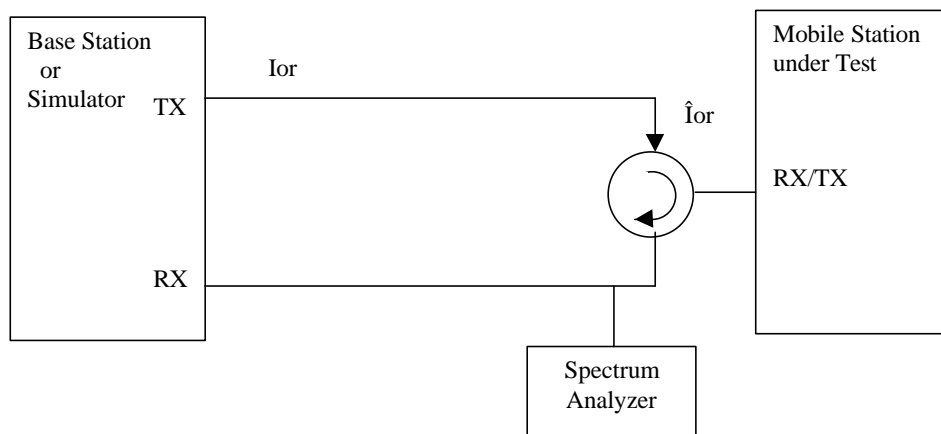 Base Station
or
Simulator
TX
RX
Ior
Îor
Mobile Station
under Test
RX/TX
Spectrum
Analyzer